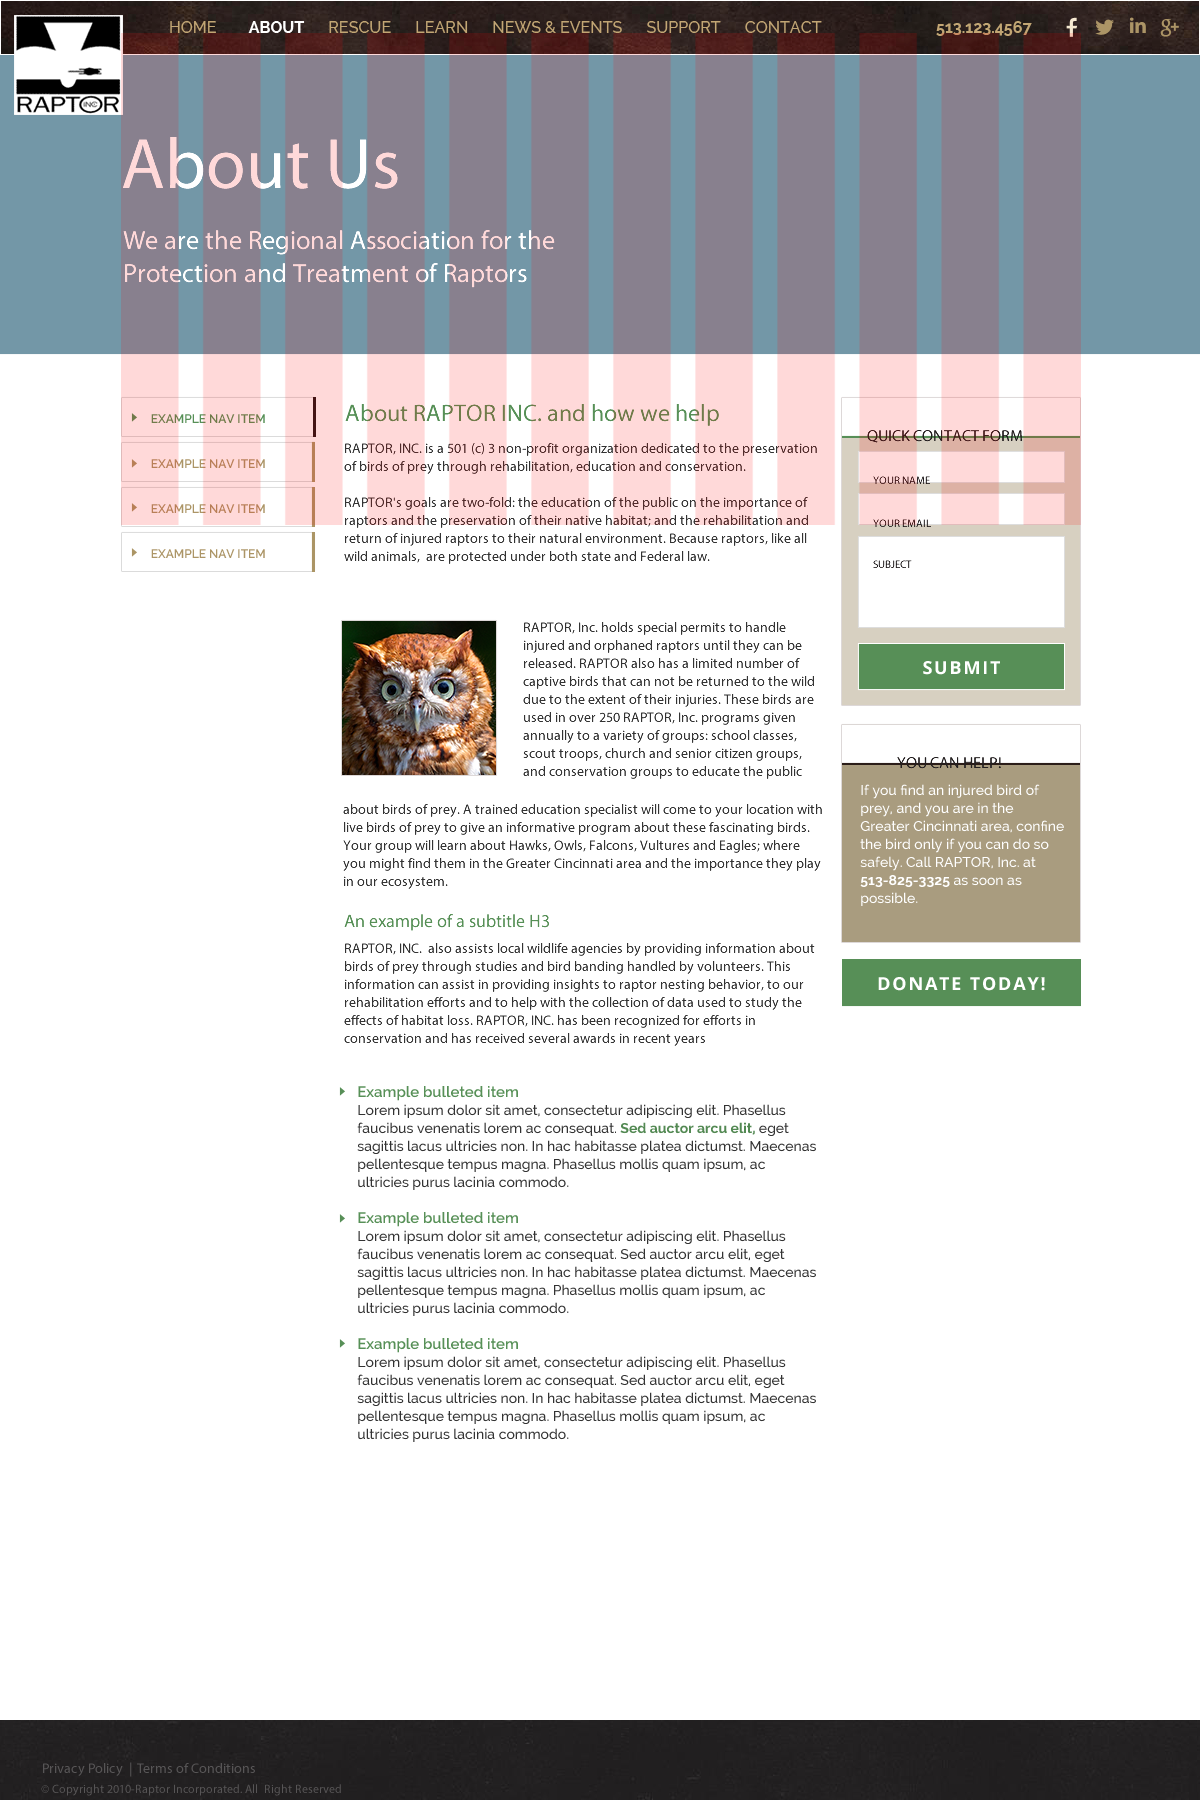 HOME ABOUT RESCUE LEARN NEWS & EVENTS SUPPORT CONTACT 513.123.4567
RAPTOR INC
About Us
We are the Regional Association for the
Protection and Treatment of Raptors
EXAMPLE NAV ITEM
EXAMPLE NAV ITEM
EXAMPLE NAV ITEM
EXAMPLE NAV ITEM
About RAPTOR INC. and how we help
RAPTOR, INC. is a 501 (c) 3 non-profit organization dedicated to the preservation
of birds of prey through rehabilitation, education and conservation.
RAPTOR's goals are two-fold: the education of the public on the importance of
raptors and the preservation of their native habitat; and the rehabilitation and
return of injured raptors to their natural environment. Because raptors, like all
wild animals,  are protected under both state and Federal law.
RAPTOR, Inc. holds special permits to handle
injured and orphaned raptors until they can be
released. RAPTOR also has a limited number of
captive birds that can not be returned to the wild
due to the extent of their injuries. These birds are
used in over 250 RAPTOR, Inc. programs given
annually to a variety of groups: school classes,
scout troops, church and senior citizen groups,
and conservation groups to educate the public
about birds of prey. A trained education specialist will come to your location with
live birds of prey to give an informative program about these fascinating birds.
Your group will learn about Hawks, Owls, Falcons, Vultures and Eagles; where
you might find them in the Greater Cincinnati area and the importance they play
in our ecosystem.
An example of a subtitle H3
RAPTOR, INC.  also assists local wildlife agencies by providing information about
birds of prey through studies and bird banding handled by volunteers. This
information can assist in providing insights to raptor nesting behavior, to our
rehabilitation efforts and to help with the collection of data used to study the
effects of habitat loss. RAPTOR, INC. has been recognized for efforts in
conservation and has received several awards in recent years
Example bulleted item
Lorem ipsum dolor sit amet, consectetur adipiscing elit. Phasellus
faucibus venenatis lorem ac consequat. Sed auctor arcu elit, eget
sagittis lacus ultricies non. In hac habitasse platea dictumst. Maecenas
pellentesque tempus magna. Phasellus mollis quam ipsum, ac
ultricies purus lacinia commodo.
Example bulleted item
Lorem ipsum dolor sit amet, consectetur adipiscing elit. Phasellus
faucibus venenatis lorem ac consequat. Sed auctor arcu elit, eget
sagittis lacus ultricies non. In hac habitasse platea dictumst. Maecenas
pellentesque tempus magna. Phasellus mollis quam ipsum, ac
ultricies purus lacinia commodo.
Example bulleted item
Lorem ipsum dolor sit amet, consectetur adipiscing elit. Phasellus
faucibus venenatis lorem ac consequat. Sed auctor arcu elit, eget
sagittis lacus ultricies non. In hac habitasse platea dictumst. Maecenas
pellentesque tempus magna. Phasellus mollis quam ipsum, ac
ultricies purus lacinia commodo.
QUICK CONTACT FORM
YOUR NAME
YOUR EMAIL
SUBJECT
SUBMIT
YOU CAN HELP!
If you find an injured bird of
prey, and you are in the
Greater Cincinnati area, confine
the bird only if you can do so
safely. Call RAPTOR, Inc. at
513-825-3325 as soon as
possible.
DONATE TODAY!
Privacy Policy | Terms of Conditions
© Copyright 2010-Raptor Incorporated. All  Right Reserved